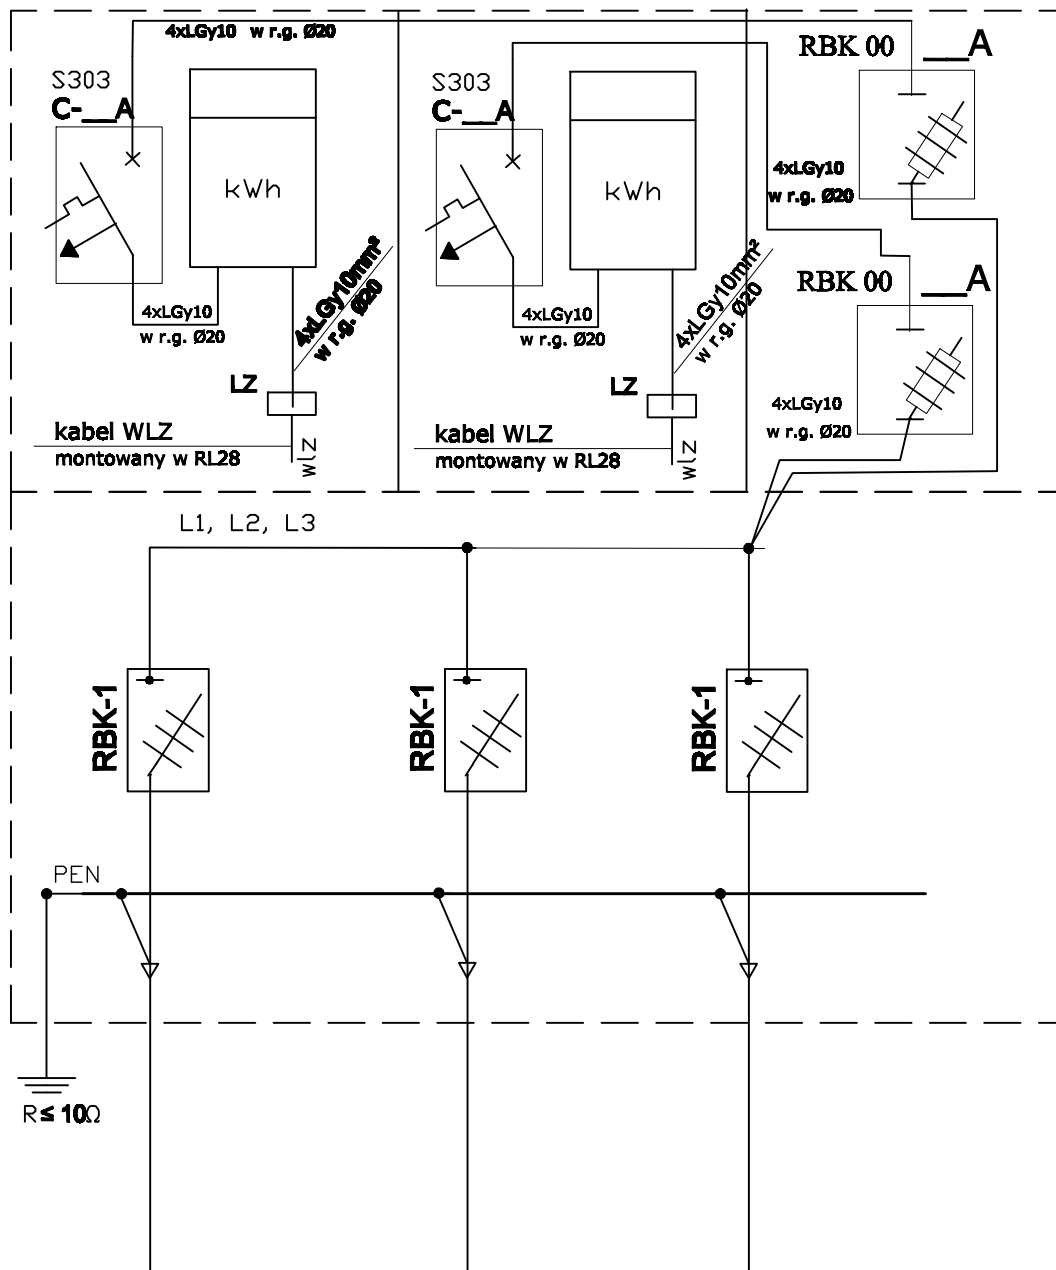 4xLGy10 w r.g. Ø20
S303
C-__A
kWh
4xLGy10
w r.g. Ø20
4xLGy10mm²
w r.g. Ø20
LZ
kabel WLZ
montowany w RL28
wlz
S303
C-__A
kWh
4xLGy10
w r.g. Ø20
4xLGy10mm²
w r.g. Ø20
LZ
kabel WLZ
montowany w RL28
wlz
RBK 00 __A
4xLGy10
w r.g. Ø20
RBK 00 __A
4xLGy10
w r.g. Ø20
L1, L2, L3
RBK-1
RBK-1
RBK-1
PEN
R≤ 10Ω